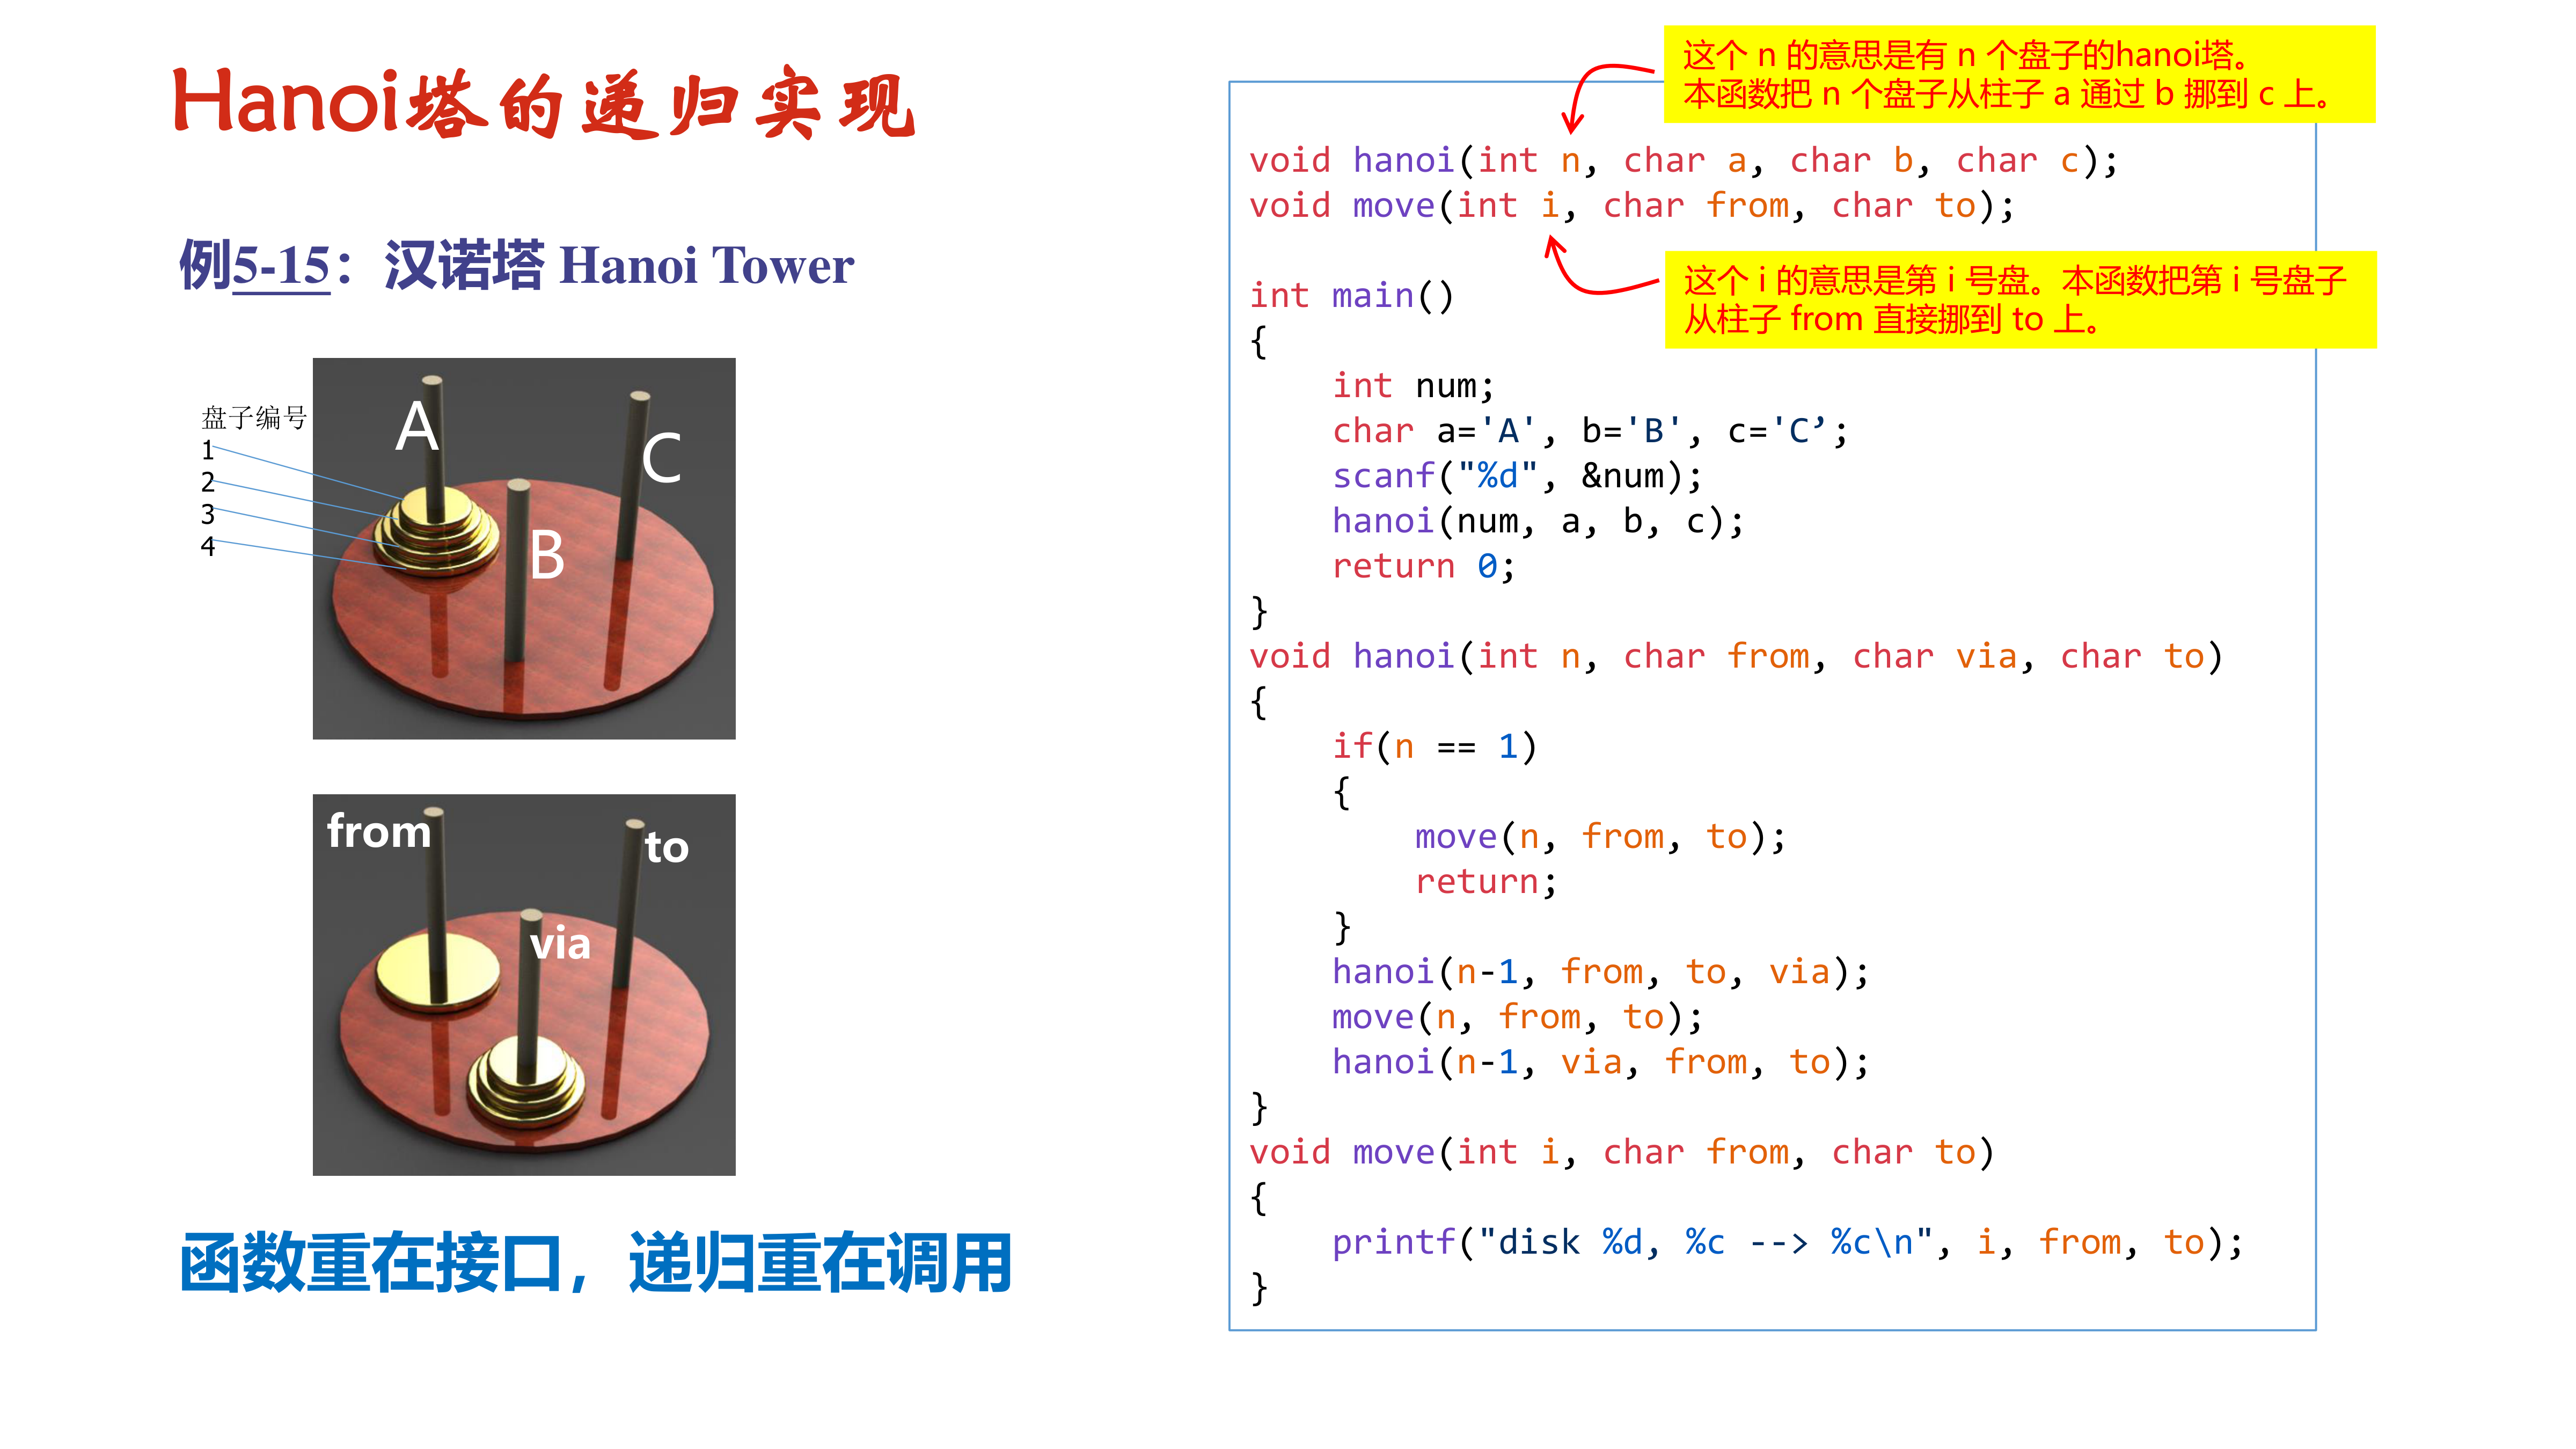 Hanoi塔的递归实现
例5-15：汉诺塔 Hanoi Tower
盘子编号
1
2
3
4
A
B
C
from
via
to
函数重在接口，递归重在调用
这个 n 的意思是有 n 个盘子的hanoi塔。
本函数把 n 个盘子从柱子 a 通过 b 挪到 c 上。
void hanoi(int n, char a, char b, char c);
void move(int i, char from, char to);
这个 i 的意思是第 i 号盘。本函数把第 i 号盘子
从柱子 from 直接挪到 to 上。
int main()
{
    int num;
    char a='A', b='B', c='C’;
    scanf("%d", &num);
    hanoi(num, a, b, c);
    return 0;
}
void hanoi(int n, char from, char via, char to)
{
    if(n == 1)
    {
        move(n, from, to);
        return;
    }
    hanoi(n-1, from, to, via);
    move(n, from, to);
    hanoi(n-1, via, from, to);
}
void move(int i, char from, char to)
{
    printf("disk %d, %c --> %c\n", i, from, to);
}